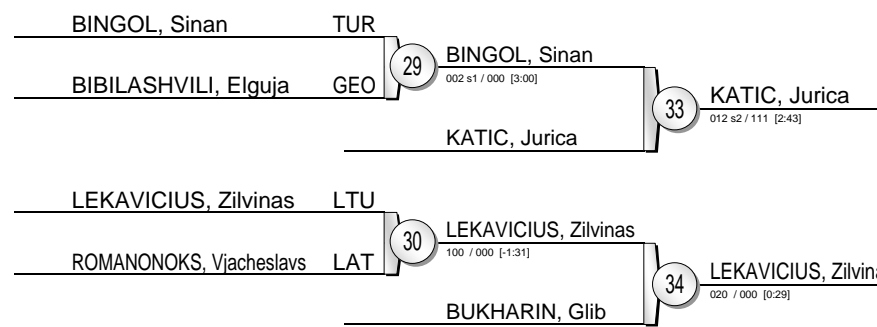 BINGOL, Sinan TUR
29 BINGOL, Sinan
002 s1 / 000 [3:00]
BIBILASHVILI, Elguja GEO
33 KATIC, Jurica
012 s2 / 111 [2:43]
KATIC, Jurica
LEKAVICIUS, Zilvinas LTU
30 LEKAVICIUS, Zilvinas
100 / 000 [-1:31]
ROMANONOKS, Vjacheslavs LAT
34 LEKAVICIUS, Zilvina
020 / 000 [0:29]
BUKHARIN, Glib